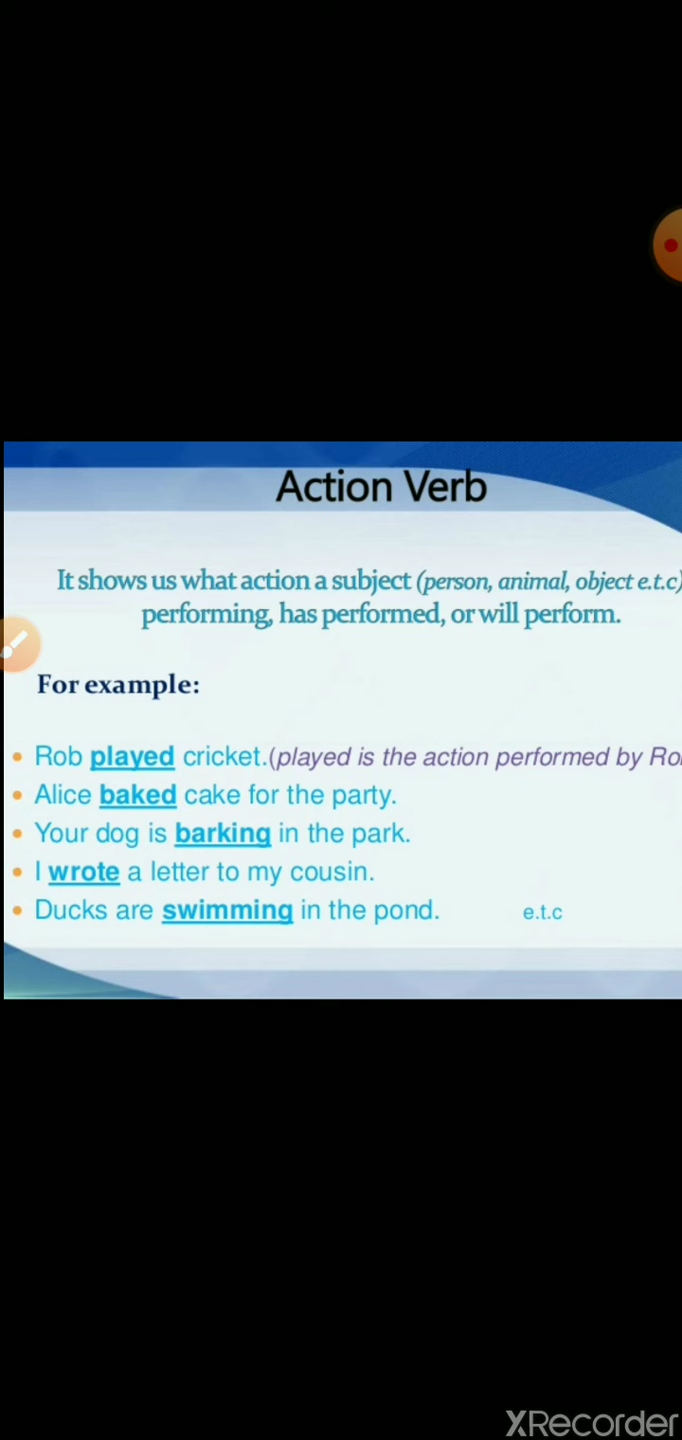 Action Verb
It shows us what action a subject (person, animal, object e.t.c)
performing, has performed, or will perform.
For example:
• Rob played cricket.(played is the action performed by
• Alice baked cake for the party.
• Your dog is barking in the park.
• I wrote a letter to my cousin.
• Ducks are swimming in the pond. e.t.c
XRecorder